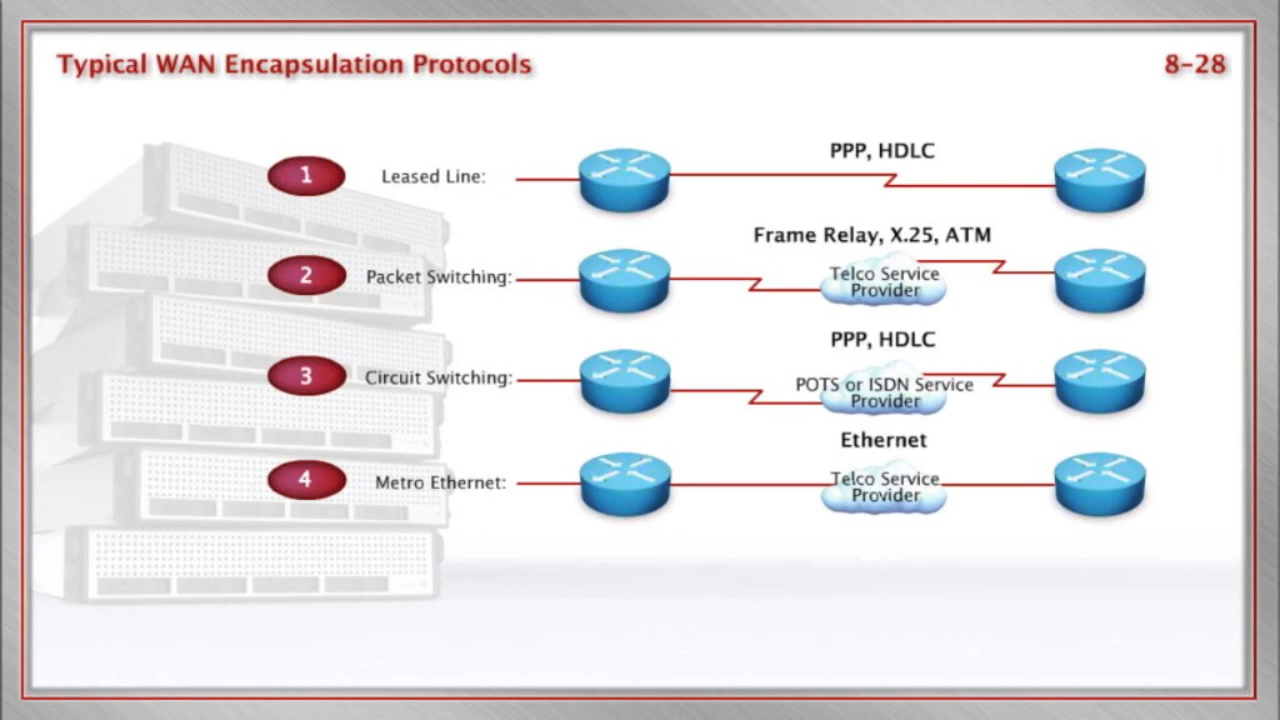 Typical WAN Encapsulation Protocols
8-28
PPP, HDLC
1
Leased Line:
Frame Relay, X.25, ATM
2
Packet Switching:
Telco Service
Provider
PPP, HDLC
3
Circuit Switching:
POTS or ISDN Service
Provider
Ethernet
4
Metro Ethernet:
Telco Service
Provider